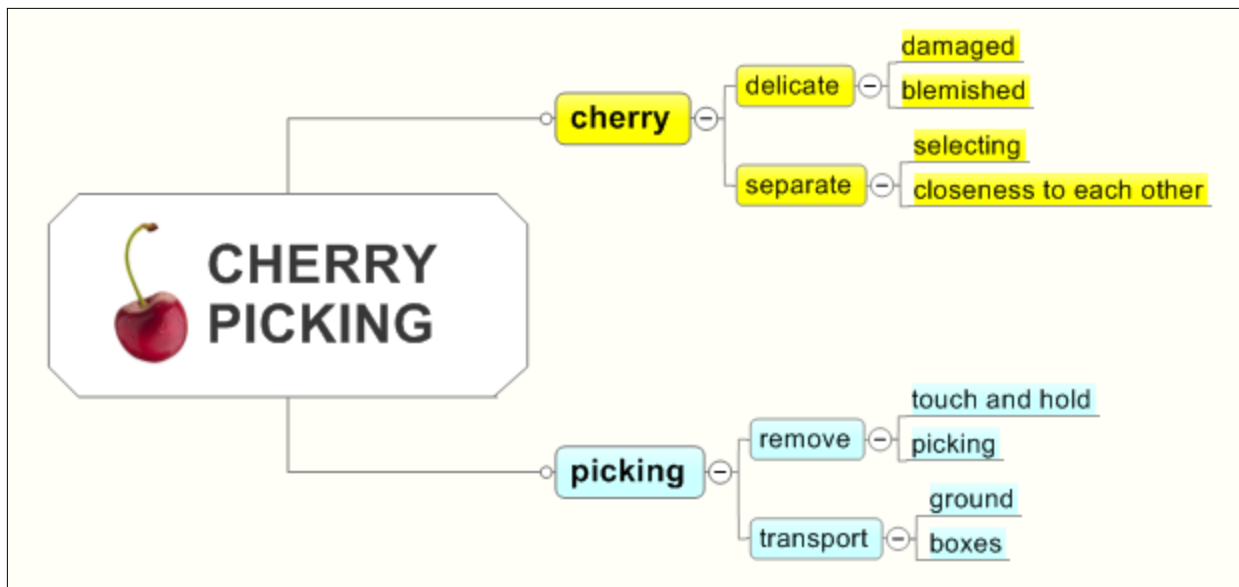 CHERRY
PICKING
cherry
delicate
damaged
blemished
separate
selecting
closeness to each other
picking
remove
touch and hold
picking
transport
ground
boxes